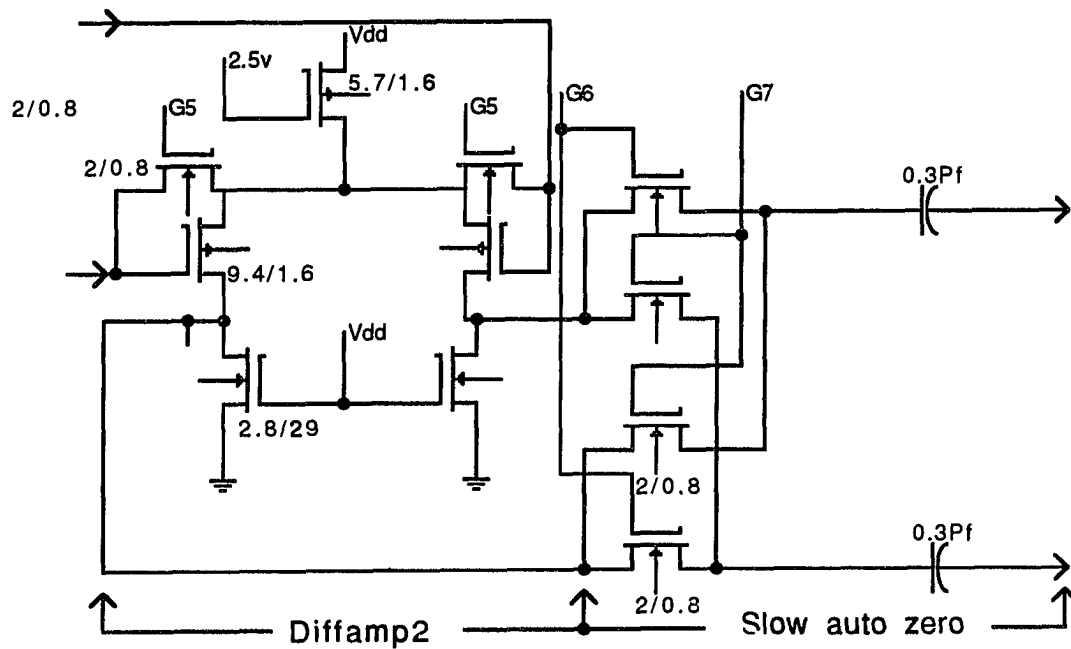 Vdd
2.5v
5.7/1.6
2/0.8
G5
G5
G6
G7
2/0.8
0.3Pf
9.4/1.6
Vdd
2.8/29
2/0.8
0.3Pf
2/0.8
Diffamp2
Slow auto zero